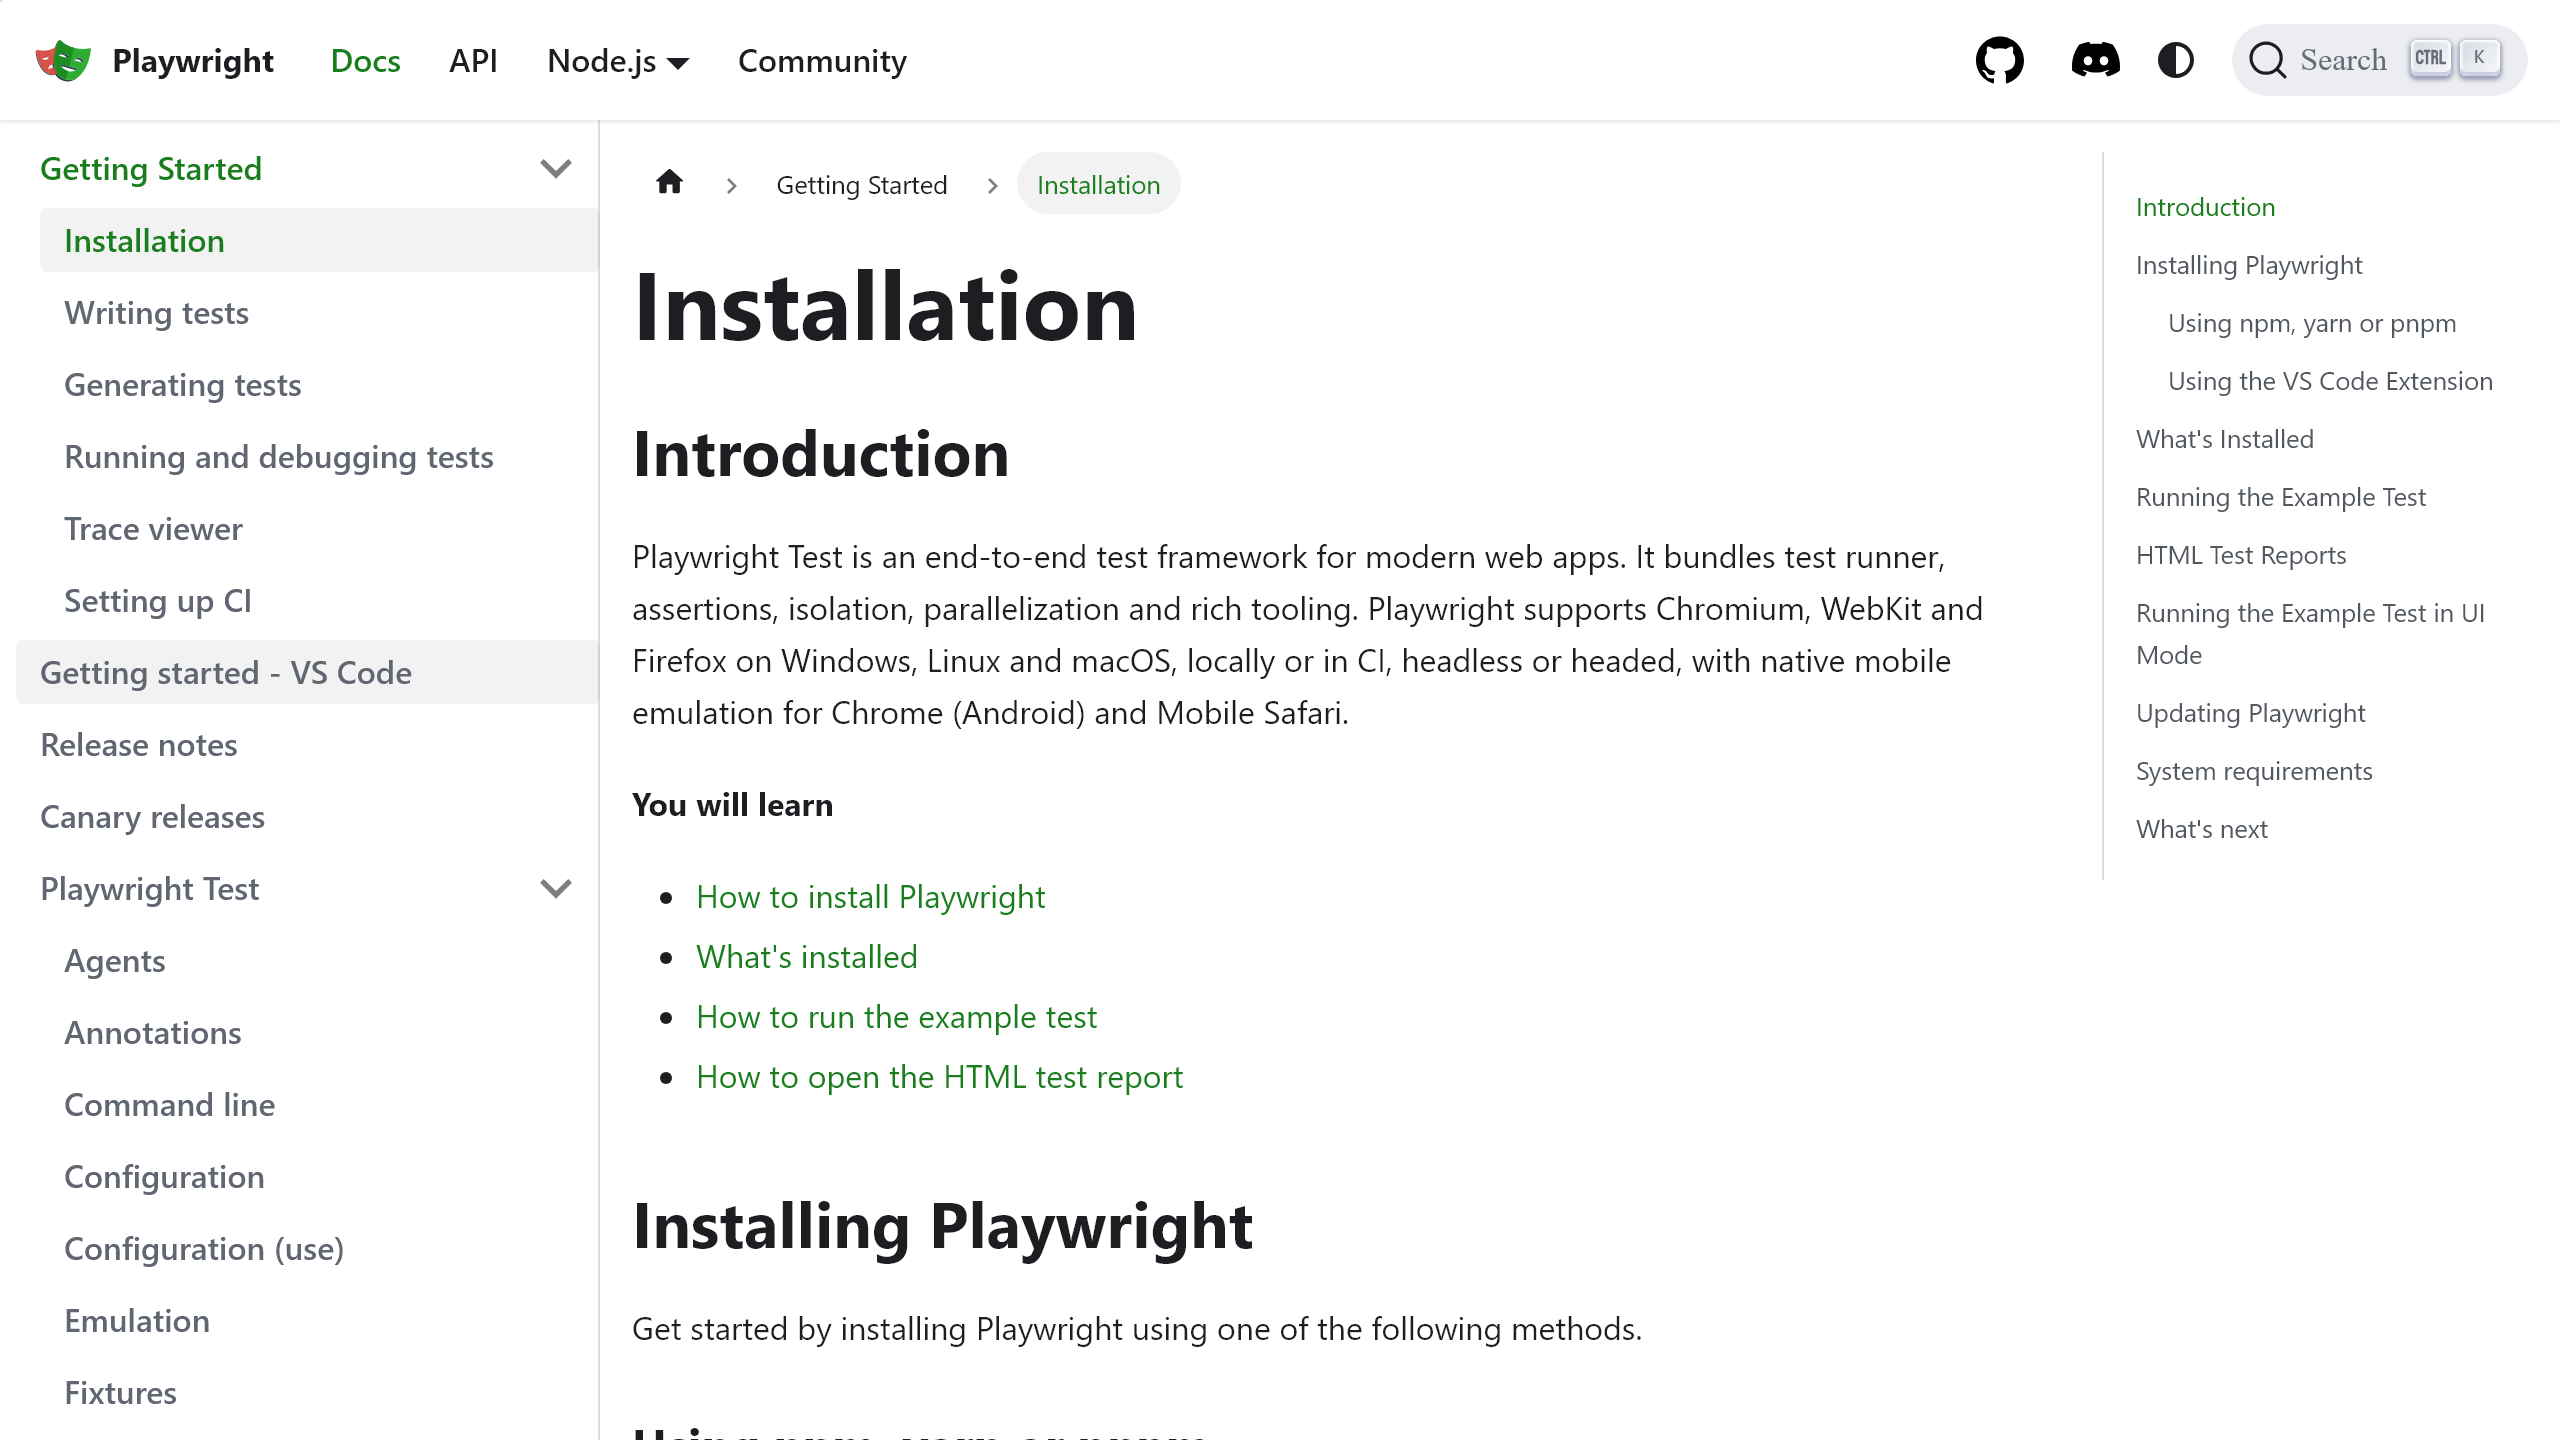 Playwright
Docs
API
Node.js
Community
Search
CTRL
K
Getting Started
Installation
Writing tests
Generating tests
Running and debugging tests
Trace viewer
Setting up CI
Getting started - VS Code
Release notes
Canary releases
Playwright Test
Agents
Annotations
Command line
Configuration
Configuration (use)
Emulation
Fixtures
Getting Started
Installation
Installation
Introduction
Playwright Test is an end-to-end test framework for modern web apps. It bundles test runner,
assertions, isolation, parallelization and rich tooling. Playwright supports Chromium, WebKit and
Firefox on Windows, Linux and macOS, locally or in CI, headless or headed, with native mobile
emulation for Chrome (Android) and Mobile Safari.
You will learn
How to install Playwright
What's installed
How to run the example test
How to open the HTML test report
Installing Playwright
Get started by installing Playwright using one of the following methods.
Using npm, yarn or pnpm
Introduction
Installing Playwright
Using npm, yarn or pnpm
Using the VS Code Extension
What's Installed
Running the Example Test
HTML Test Reports
Running the Example Test in UI
Mode
Updating Playwright
System requirements
What's next